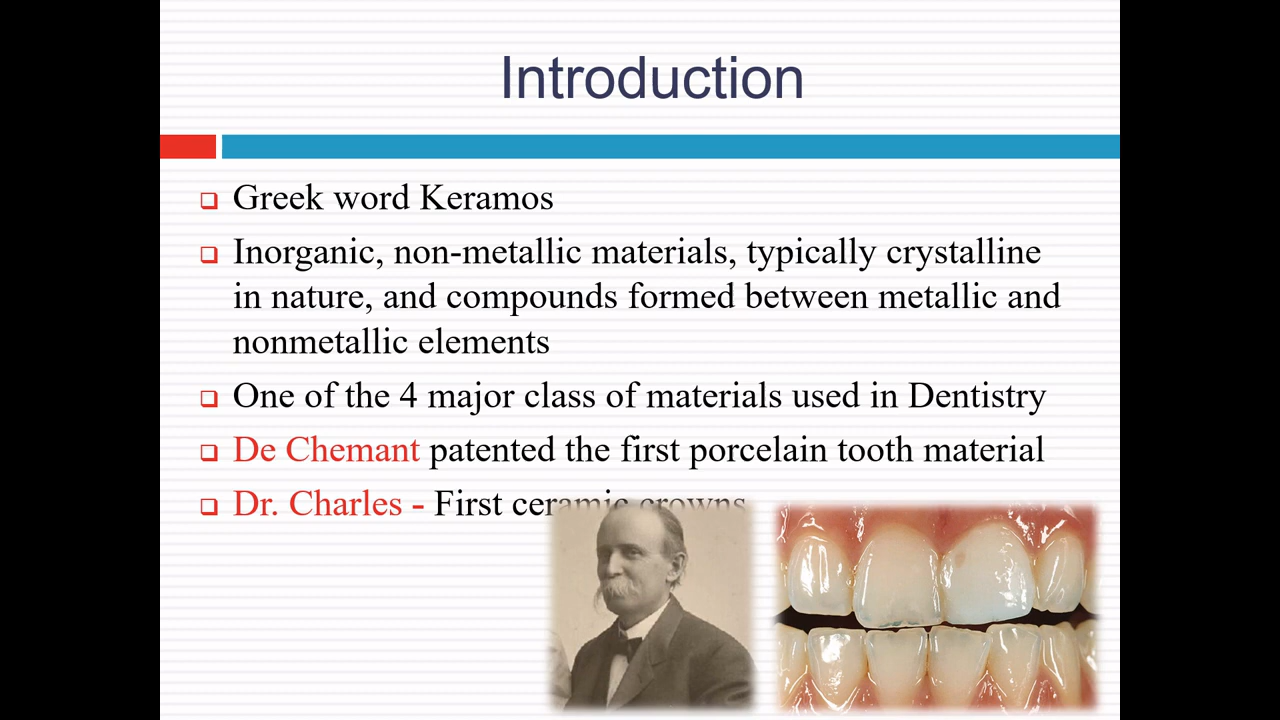 Introduction
Greek word Keramos
Inorganic, non-metallic materials, typically crystalline
in nature, and compounds formed between metallic and
nonmetallic elements
One of the 4 major class of materials used in Dentistry
De Chemant patented the first porcelain tooth material
Dr. Charles - First ceramic crowns